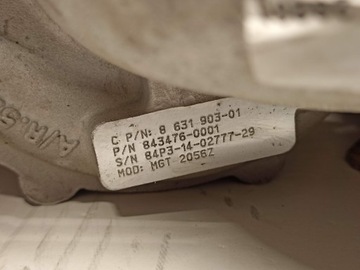 C P/N: 8 631 903-01
P/N 843476-0001
S/N 84P3-14-02777-29
MOD: MGT 2056Z